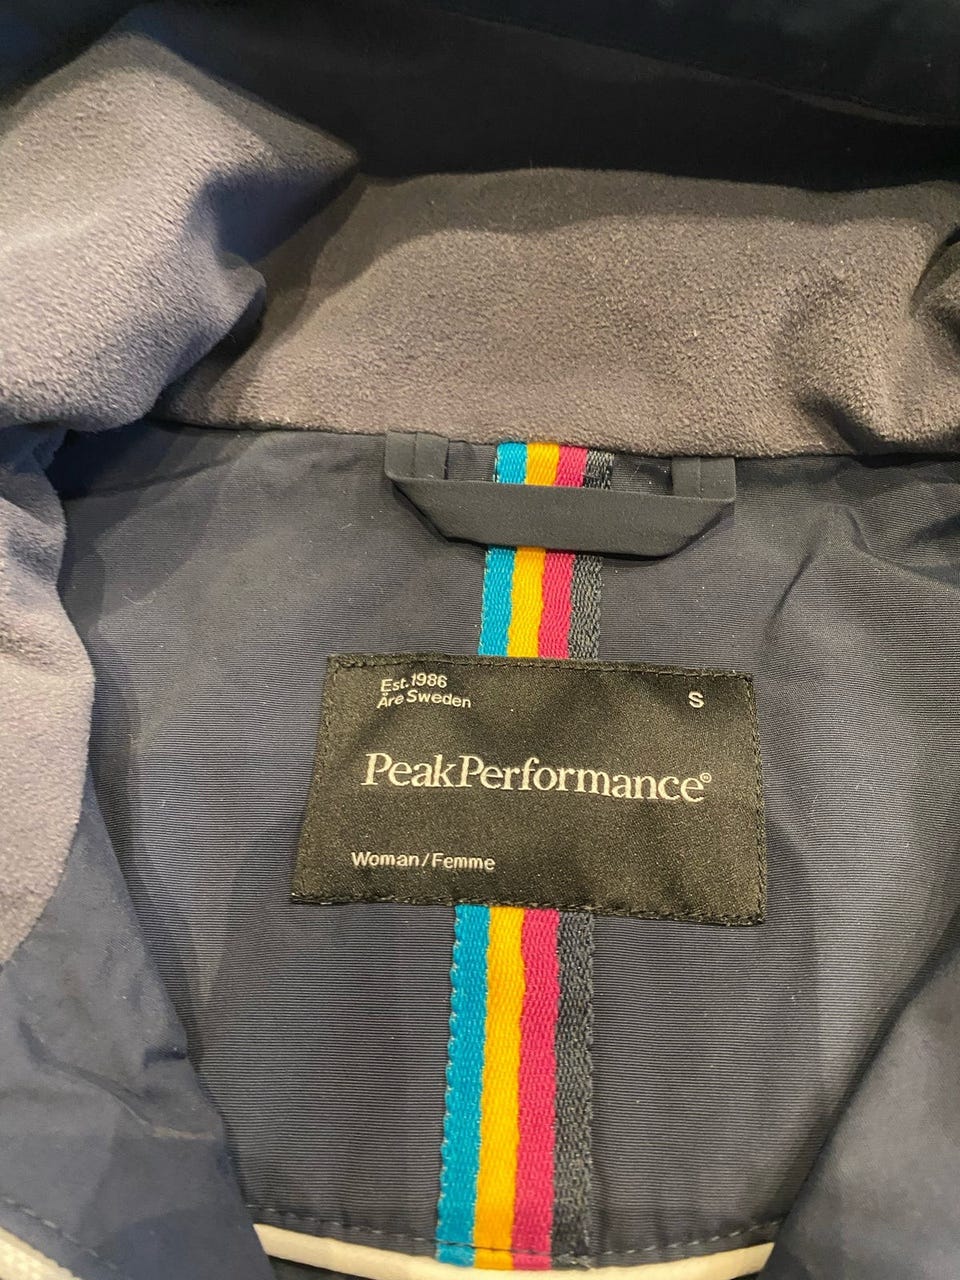 Est.1986
Åre Sweden
S
PeakPerformance®
Woman/Femme